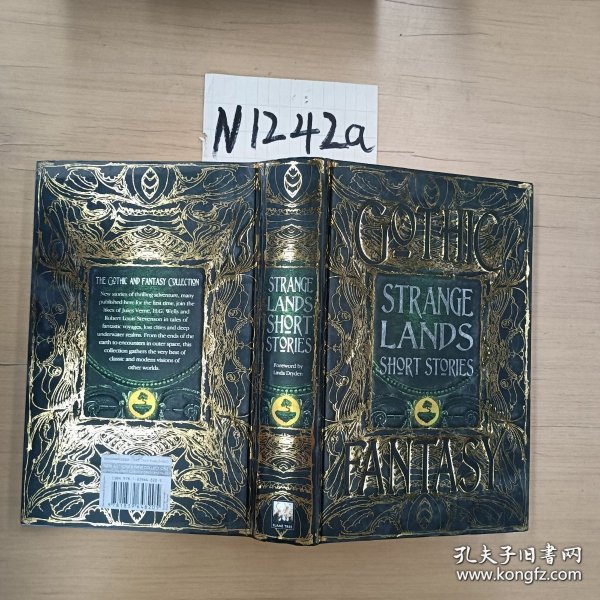 N1242a
THE GOTHIC AND FANTASY COLLECTION
New stories of thrilling adventure, many
published here for the first time, join the
likes of Jules Verne, H.G. Wells and
Robert Louis Stevenson in tales of
fantastic voyages, lost cities and deep
underwater realms. From the ends of the
earth to encounters in outer space, this
collection gathers the very best of
classic and modern visions of
other worlds.
STRANGE
LANDS
SHORT
STORIES
Foreword by
Linda Dryden
FLAME TREE
GOTHIC
STRANGE
LANDS
SHORT STORIES
FANTASY
孔夫子旧书网
www.kongfz.com